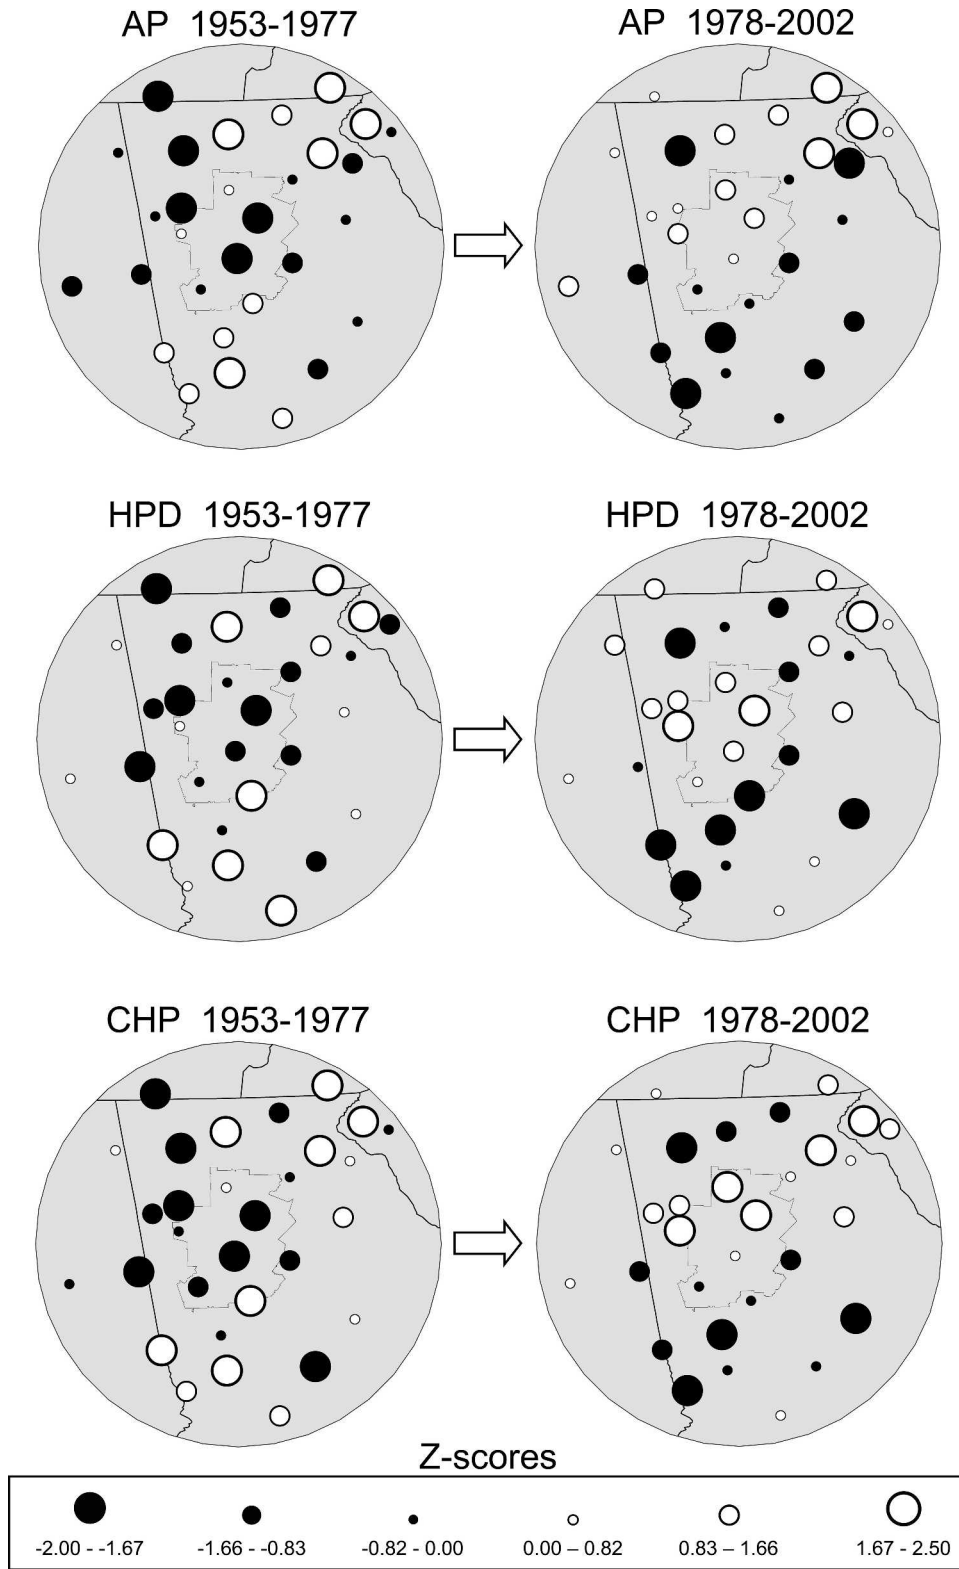 AP 1953-1977
AP 1978-2002
HPD 1953-1977
HPD 1978-2002
CHP 1953-1977
CHP 1978-2002
Z-scores
-2.00 - -1.67
-1.66 - -0.83
-0.82 - 0.00
0.00 – 0.82
0.83 – 1.66
1.67 - 2.50